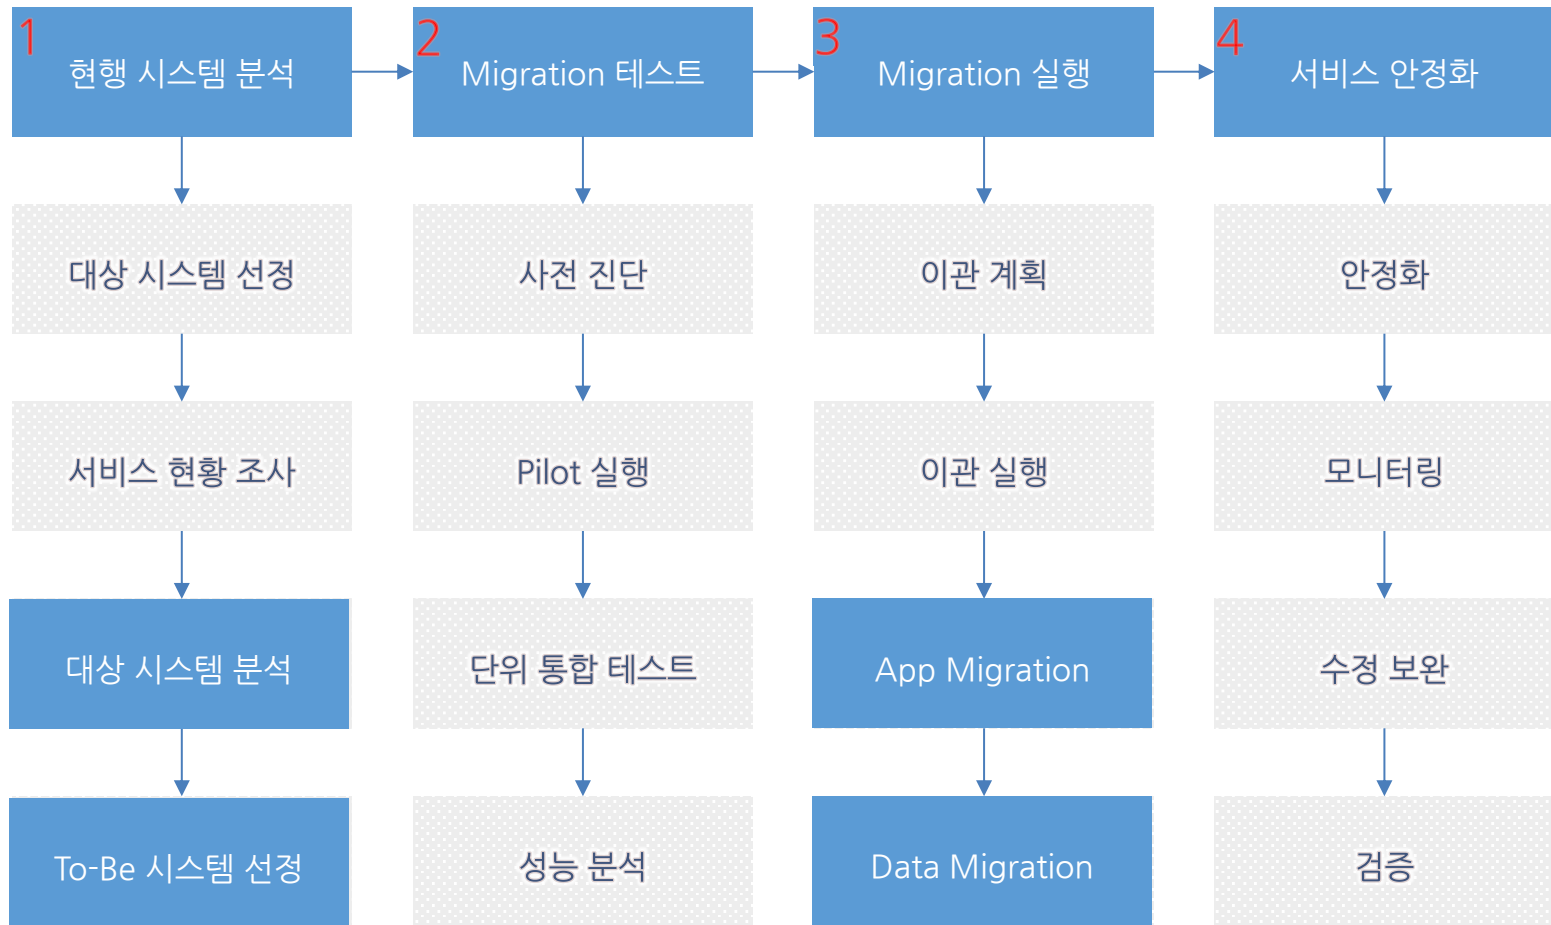 1
현행 시스템 분석
2
Migration 테스트
3
Migration 실행
4
서비스 안정화
대상 시스템 선정
사전 진단
이관 계획
안정화
서비스 현황 조사
Pilot 실행
이관 실행
모니터링
대상 시스템 분석
단위 통합 테스트
App Migration
수정 보완
To-Be 시스템 선정
성능 분석
Data Migration
검증